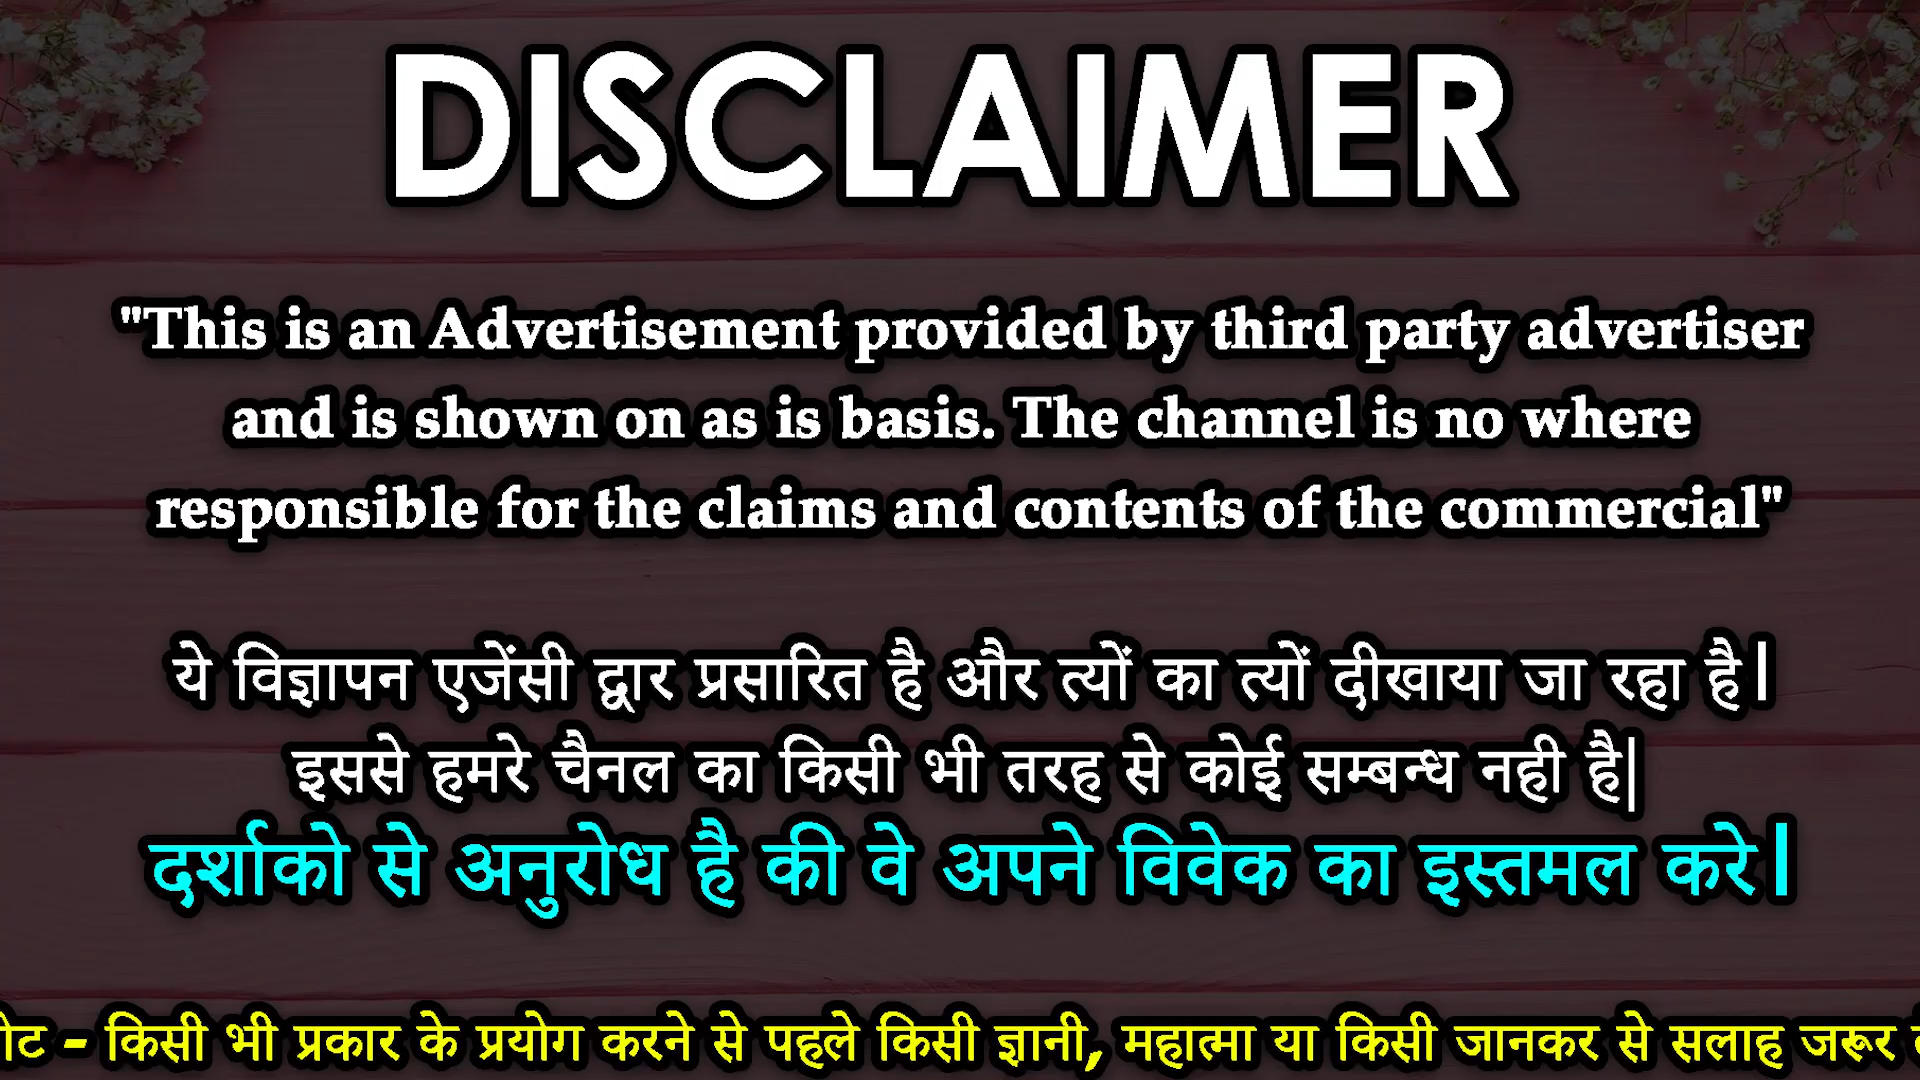 DISCLAIMER
"This is an Advertisement provided by third party advertiser
and is shown on as is basis. The channel is no where
responsible for the claims and contents of the commercial"
ये विज्ञापन एजेंसी द्वार प्रसारित है और त्यों का त्यों दीखाया जा रहा है|
इससे हमरे चैनल का किसी भी तरह से कोई सम्बन्ध नही है|
दर्शाको से अनुरोध है की वे अपने विवेक का इस्तमल करे|
- किसी भी प्रकार के प्रयोग करने से पहले किसी ज्ञानी, महात्मा या किसी जानकर से सलाह जरूर